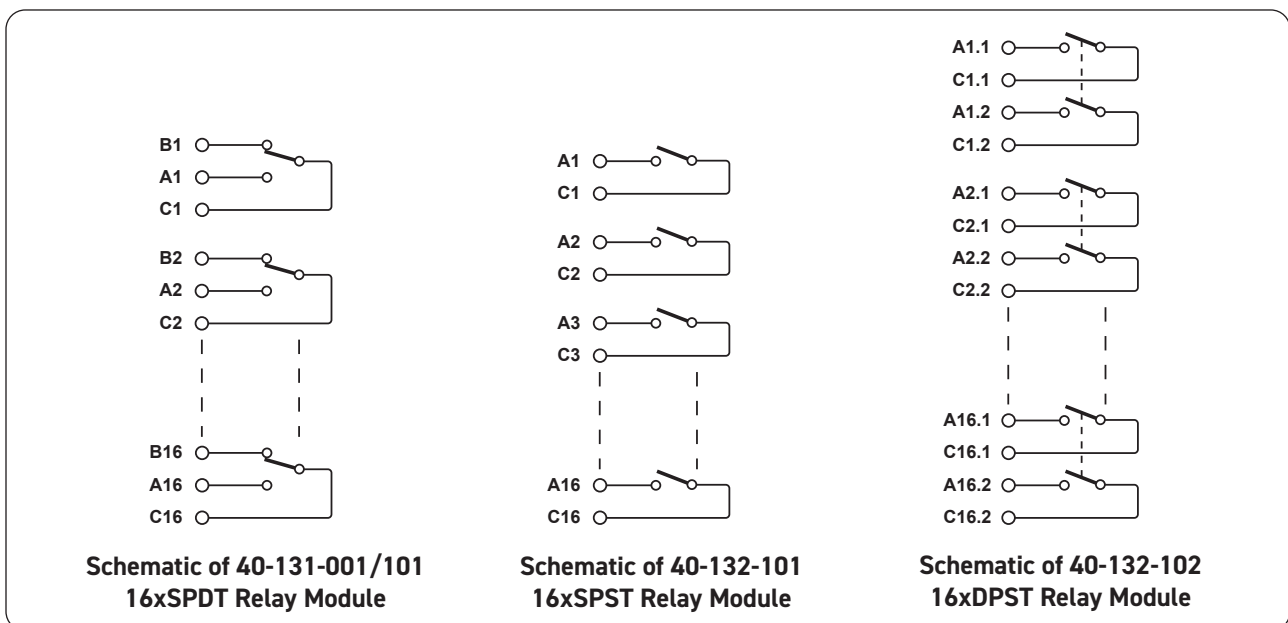 B1
A1
C1
B2
A2
C2
B16
A16
C16
Schematic of 40-131-001/101
16xSPDT Relay Module
A1
C1
A2
C2
A3
C3
A16
C16
Schematic of 40-132-101
16xSPST Relay Module
A1.1
C1.1
A1.2
C1.2
A2.1
C2.1
A2.2
C2.2
A16.1
C16.1
A16.2
C16.2
Schematic of 40-132-102
16xDPST Relay Module